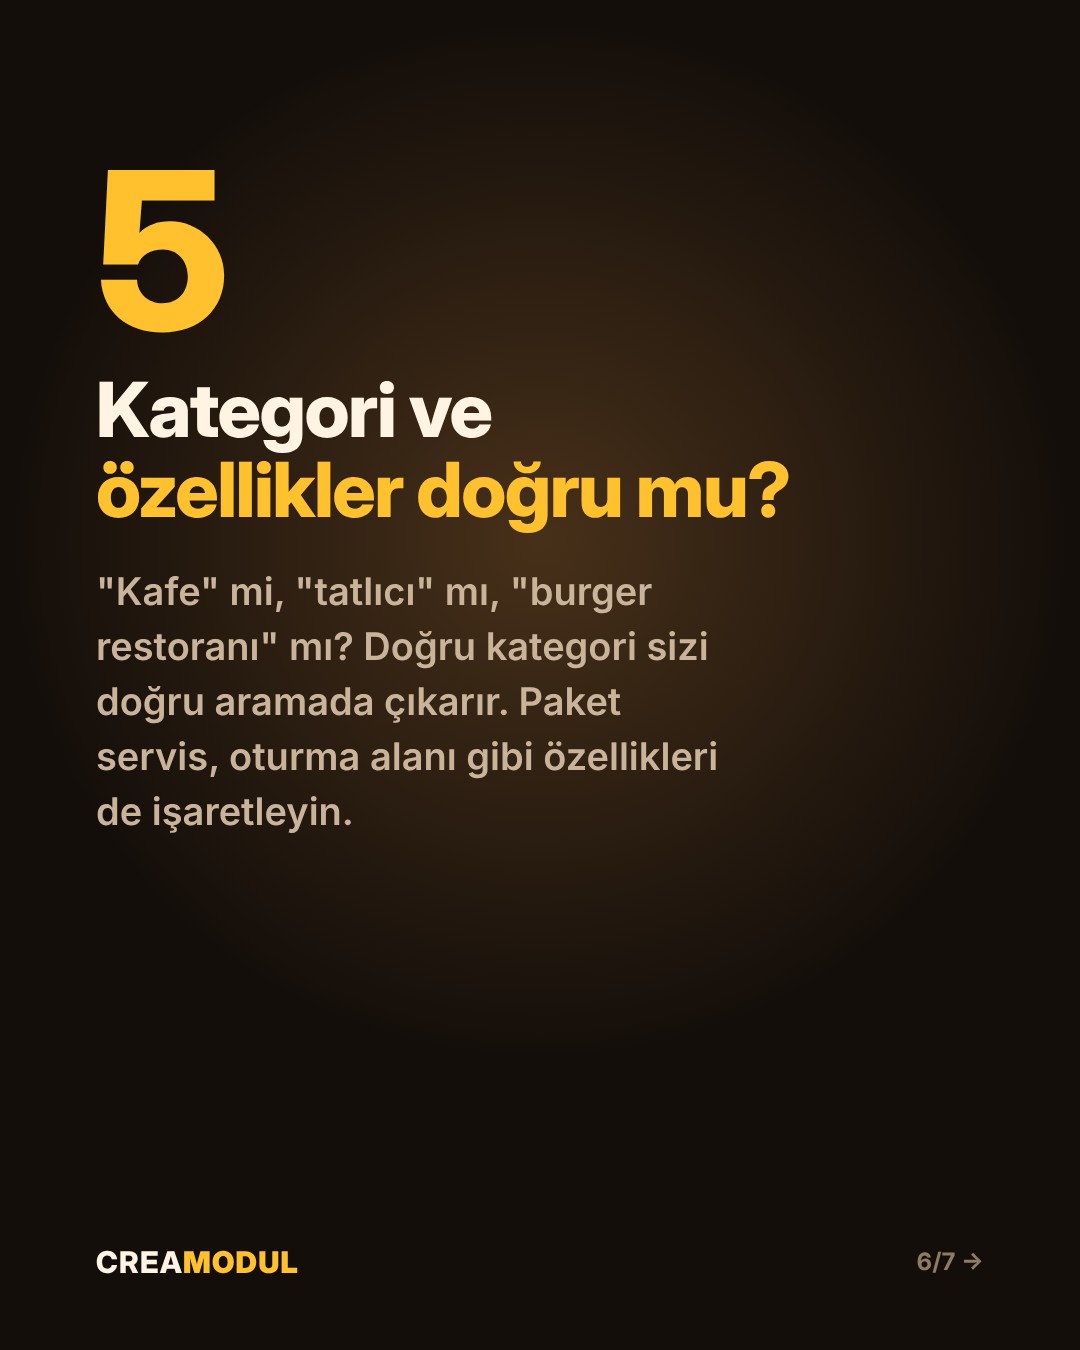 5
Kategori ve
özellikler doğru mu?
"Kafe" mi, "tatlıcı" mı, "burger
restoranı" mı? Doğru kategori sizi
doğru aramada çıkarır. Paket
servis, oturma alanı gibi özellikleri
de işaretleyin.
CREAMODUL
6/7 →